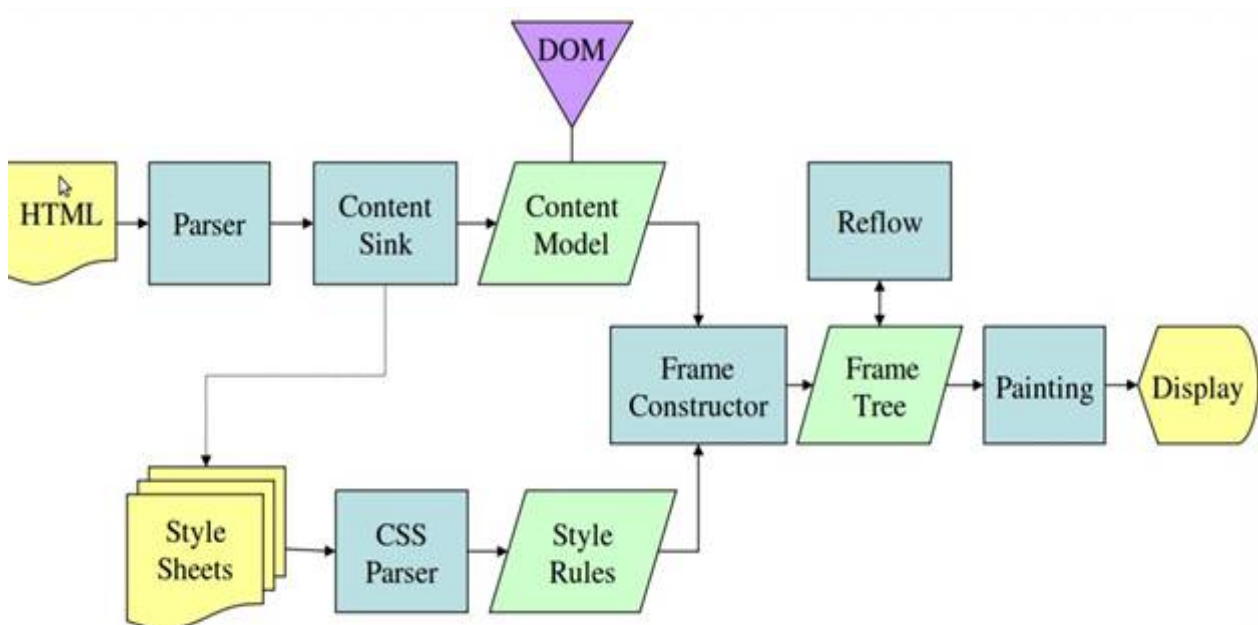 DOM
HTML
Parser
Content
Sink
Content
Model
Reflow
Frame
Constructor
Frame
Tree
Painting
Display
Style
Sheets
CSS
Parser
Style
Rules